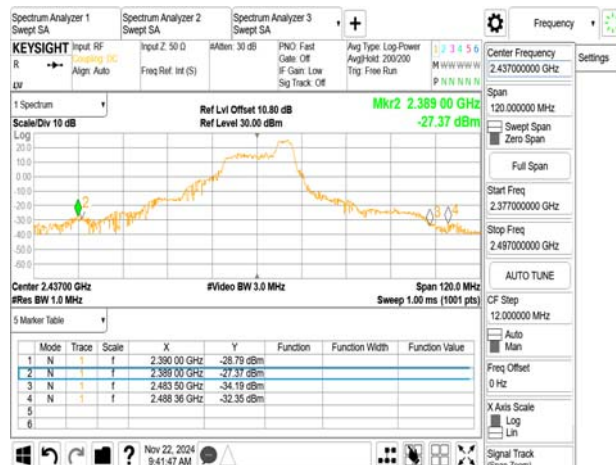 Spectrum Analyzer 1
Swept SA
Spectrum Analyzer 2
Swept SA
Spectrum Analyzer 3
Swept SA
Frequency
Settings
KEYSIGHT
R
Input: RF
Coupling: DC
Align: Auto
Input Z: 50 Ω
Freq Ref: Int (S)
#Atten: 30 dB
PNO: Fast
Gate: Off
IF Gain: Low
Sig Track: Off
Avg Type: Log-Power
Avg|Hold: 200/200
Trig: Free Run
1 2 3 4 5 6
M W W W W W
P N N N N N
1 Spectrum
Scale/Div 10 dB
Ref Lvl Offset 10.80 dB
Ref Level 30.00 dBm
Mkr2 2.389 00 GHz
-27.37 dBm
Log
20.0
10.0
0.00
-10.0
-20.0
-30.0
-40.0
-50.0
-60.0
2
3
4
Center 2.43700 GHz
#Video BW 3.0 MHz
Span 120.0 MHz
#Res BW 1.0 MHz
Sweep 1.00 ms (1001 pts)
5 Marker Table
Mode Trace Scale X Y Function Function Width Function Value
1 N 1 f 2.390 00 GHz -28.79 dBm
2 N 1 f 2.389 00 GHz -27.37 dBm
3 N 1 f 2.483 50 GHz -34.19 dBm
4 N 1 f 2.488 36 GHz -32.35 dBm
5
6
?
Nov 22, 2024
9:41:47 AM
Center Frequency
2.437000000 GHz
Span
120.000000 MHz
Swept Span
Zero Span
Full Span
Start Freq
2.377000000 GHz
Stop Freq
2.497000000 GHz
AUTO TUNE
CF Step
12.000000 MHz
Auto
Man
Freq Offset
0 Hz
X Axis Scale
Log
Lin
Signal Track